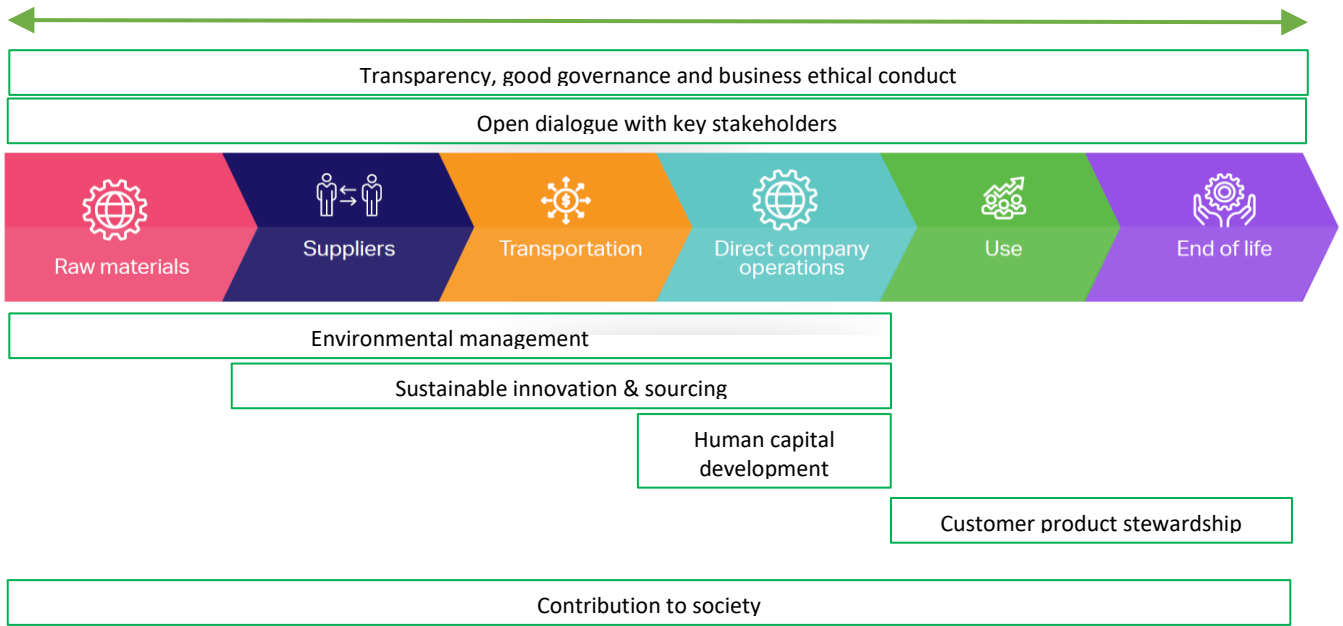 Transparency, good governance and business ethical conduct
Open dialogue with key stakeholders
Raw materials
Suppliers
Transportation
Direct company
operations
Use
End of life
Environmental management
Sustainable innovation & sourcing
Human capital
development
Customer product stewardship
Contribution to society